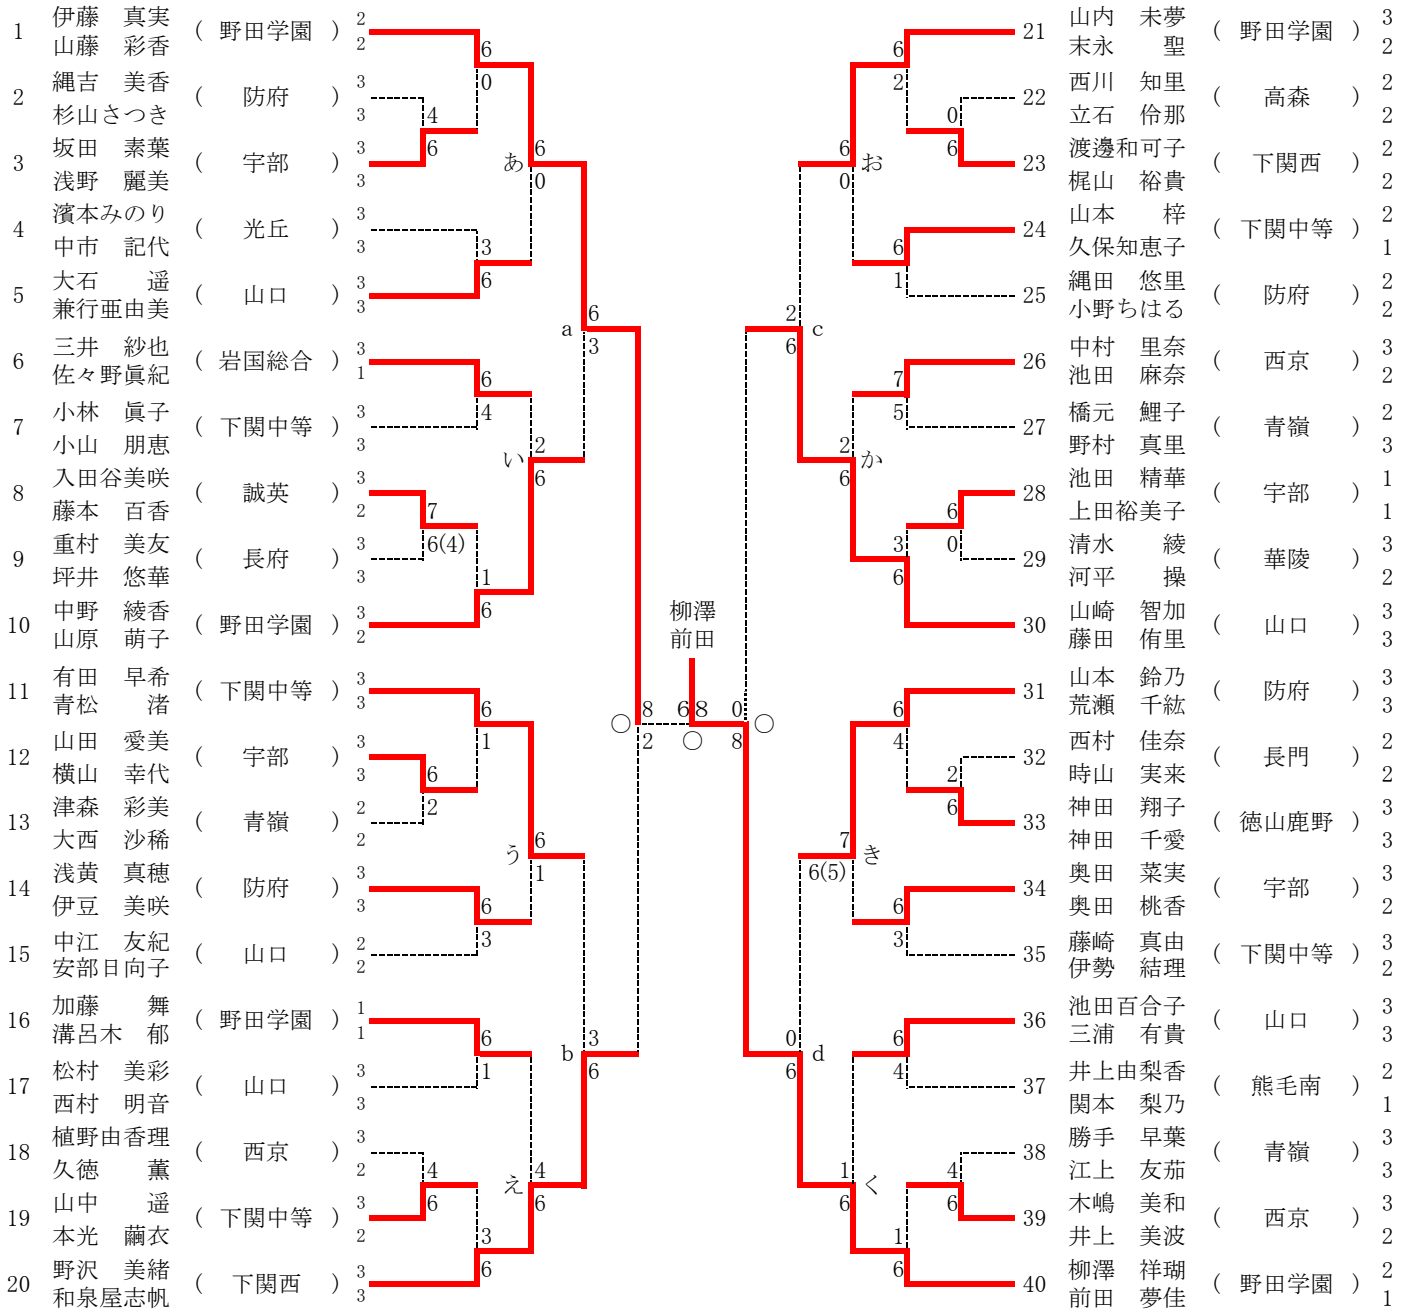 1 伊藤 真実 山藤 彩香 ( 野田学園 ) 2 2
2 縄吉 美香 杉山さつき ( 防府 ) 3 3
3 坂田 素葉 浅野 麗美 ( 宇部 ) 3 3
4 濱本みのり 中市 記代 ( 光丘 ) 3 3
5 大石 遥 兼行亜由美 ( 山口 ) 3 3
6 三井 紗也 佐々野眞紀 ( 岩国総合 ) 3 1
7 小林 眞子 小山 朋恵 ( 下関中等 ) 3 3
8 入田谷美咲 藤本 百香 ( 誠英 ) 3 2
9 重村 美友 坪井 悠華 ( 長府 ) 3 3
10 中野 綾香 山原 萌子 ( 野田学園 ) 3 2
11 有田 早希 青松 渚 ( 下関中等 ) 3 3
12 山田 愛美 横山 幸代 ( 宇部 ) 3 3
13 津森 彩美 大西 沙稀 ( 青嶺 ) 2 2
14 浅黄 真穂 伊豆 美咲 ( 防府 ) 3 3
15 中江 友紀 安部日向子 ( 山口 ) 2 2
16 加藤 舞 溝呂木 郁 ( 野田学園 ) 1 1
17 松村 美彩 西村 明音 ( 山口 ) 3 3
18 植野由香理 久徳 薫 ( 西京 ) 3 2
19 山中 遥 本光 繭衣 ( 下関中等 ) 3 2
20 野沢 美緒 和泉屋志帆 ( 下関西 ) 3 3
6 0
4 6
あ 6 0
3 6
a 6 3
6 4
い 2 6
7 6(4)
1 6
6 1
6 2
う 6 1
6 3
b 3 6
6 1
え 4 6
4 6
3 6
○ 8 2
柳澤
前田
6 8
○
0 8 ○
6 2
0 6
6 お 0
6 1
2 c 6
7 5
2 か 6
6 0
3 6
6 4
2 6
7 き 6(5)
6 3
0 d 6
6 4
1 く 6
4 6
1 6
21 山内 未夢 末永 聖 ( 野田学園 ) 3 2
22 西川 知里 立石 伶那 ( 高森 ) 2 2
23 渡邊和可子 梶山 裕貴 ( 下関西 ) 2 2
24 山本 梓 久保知恵子 ( 下関中等 ) 2 1
25 縄田 悠里 小野ちはる ( 防府 ) 2 2
26 中村 里奈 池田 麻奈 ( 西京 ) 3 2
27 橋元 鯉子 野村 真里 ( 青嶺 ) 2 3
28 池田 精華 上田裕美子 ( 宇部 ) 1 1
29 清水 綾 河平 操 ( 華陵 ) 3 2
30 山崎 智加 藤田 侑里 ( 山口 ) 3 3
31 山本 鈴乃 荒瀬 千紘 ( 防府 ) 3 3
32 西村 佳奈 時山 実来 ( 長門 ) 2 2
33 神田 翔子 神田 千愛 ( 徳山鹿野 ) 3 3
34 奥田 菜実 奥田 桃香 ( 宇部 ) 3 2
35 藤崎 真由 伊勢 結理 ( 下関中等 ) 3 2
36 池田百合子 三浦 有貴 ( 山口 ) 3 3
37 井上由梨香 関本 梨乃 ( 熊毛南 ) 2 1
38 勝手 早葉 江上 友茄 ( 青嶺 ) 3 3
39 木嶋 美和 井上 美波 ( 西京 ) 3 2
40 柳澤 祥瑚 前田 夢佳 ( 野田学園 ) 2 1